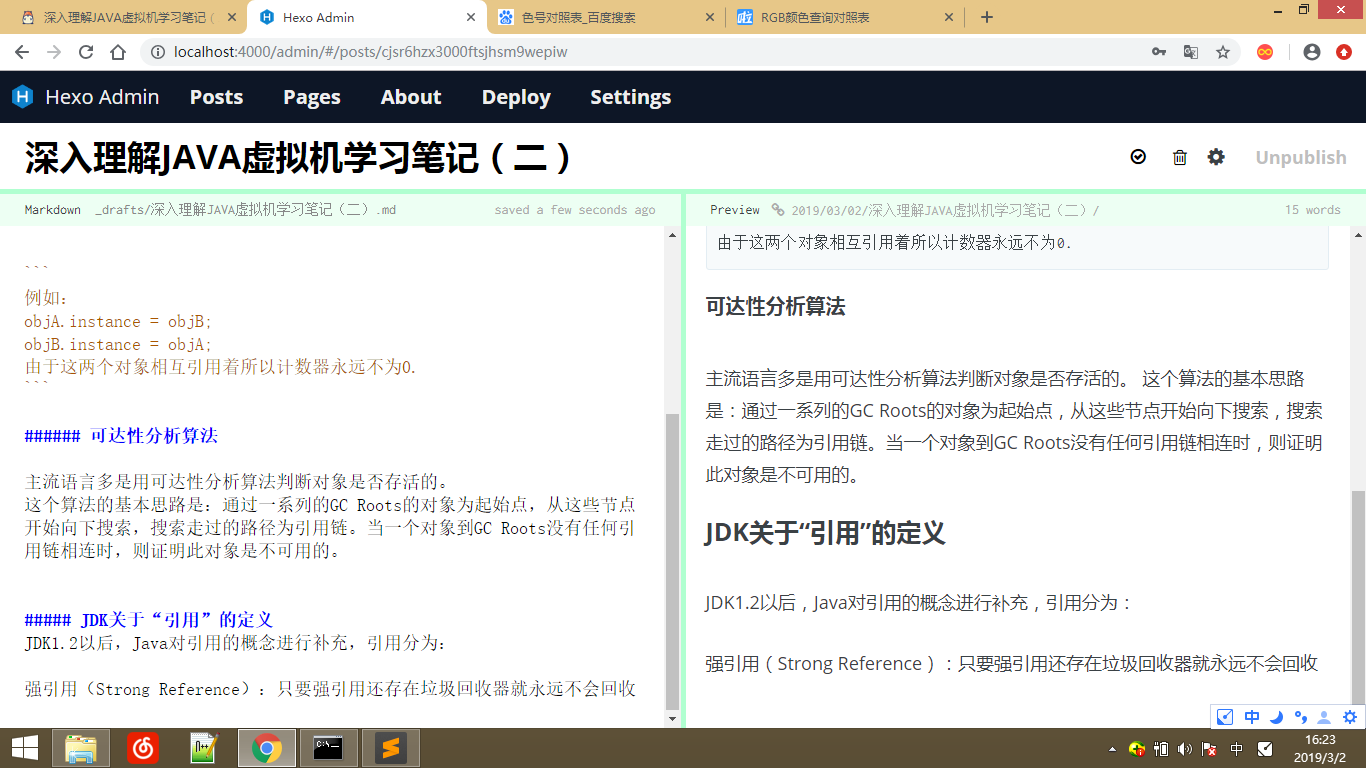 深入理解JAVA虚拟机学习笔记（
Hexo Admin
色号对照表_百度搜索
RGB颜色查询对照表
localhost:4000/admin/#/posts/cjsr6hzx3000ftsjhsm9wepiw
Hexo Admin
Posts
Pages
About
Deploy
Settings
深入理解JAVA虚拟机学习笔记（二）
Unpublish
Markdown
_drafts/深入理解JAVA虚拟机学习笔记（二）.md
saved a few seconds ago
```
例如：
objA.instance = objB;
objB.instance = objA;
由于这两个对象相互引用着所以计数器永远不为0.
```
###### 可达性分析算法
主流语言多是用可达性分析算法判断对象是否存活的。
这个算法的基本思路是：通过一系列的GC Roots的对象为起始点，从这些节点
开始向下搜索，搜索走过的路径为引用链。当一个对象到GC Roots没有任何引
用链相连时，则证明此对象是不可用的。
##### JDK关于“引用”的定义
JDK1.2以后，Java对引用的概念进行补充，引用分为：
强引用（Strong Reference）：只要强引用还存在垃圾回收器就永远不会回收
Preview
2019/03/02/深入理解JAVA虚拟机学习笔记（二）/
15 words
由于这两个对象相互引用着所以计数器永远不为0.
可达性分析算法
主流语言多是用可达性分析算法判断对象是否存活的。 这个算法的基本思路
是：通过一系列的GC Roots的对象为起始点，从这些节点开始向下搜索，搜索
走过的路径为引用链。当一个对象到GC Roots没有任何引用链相连时，则证明
此对象是不可用的。
JDK关于“引用”的定义
JDK1.2以后，Java对引用的概念进行补充，引用分为：
强引用（Strong Reference）：只要强引用还存在垃圾回收器就永远不会回收
中
中
16:23
2019/3/2